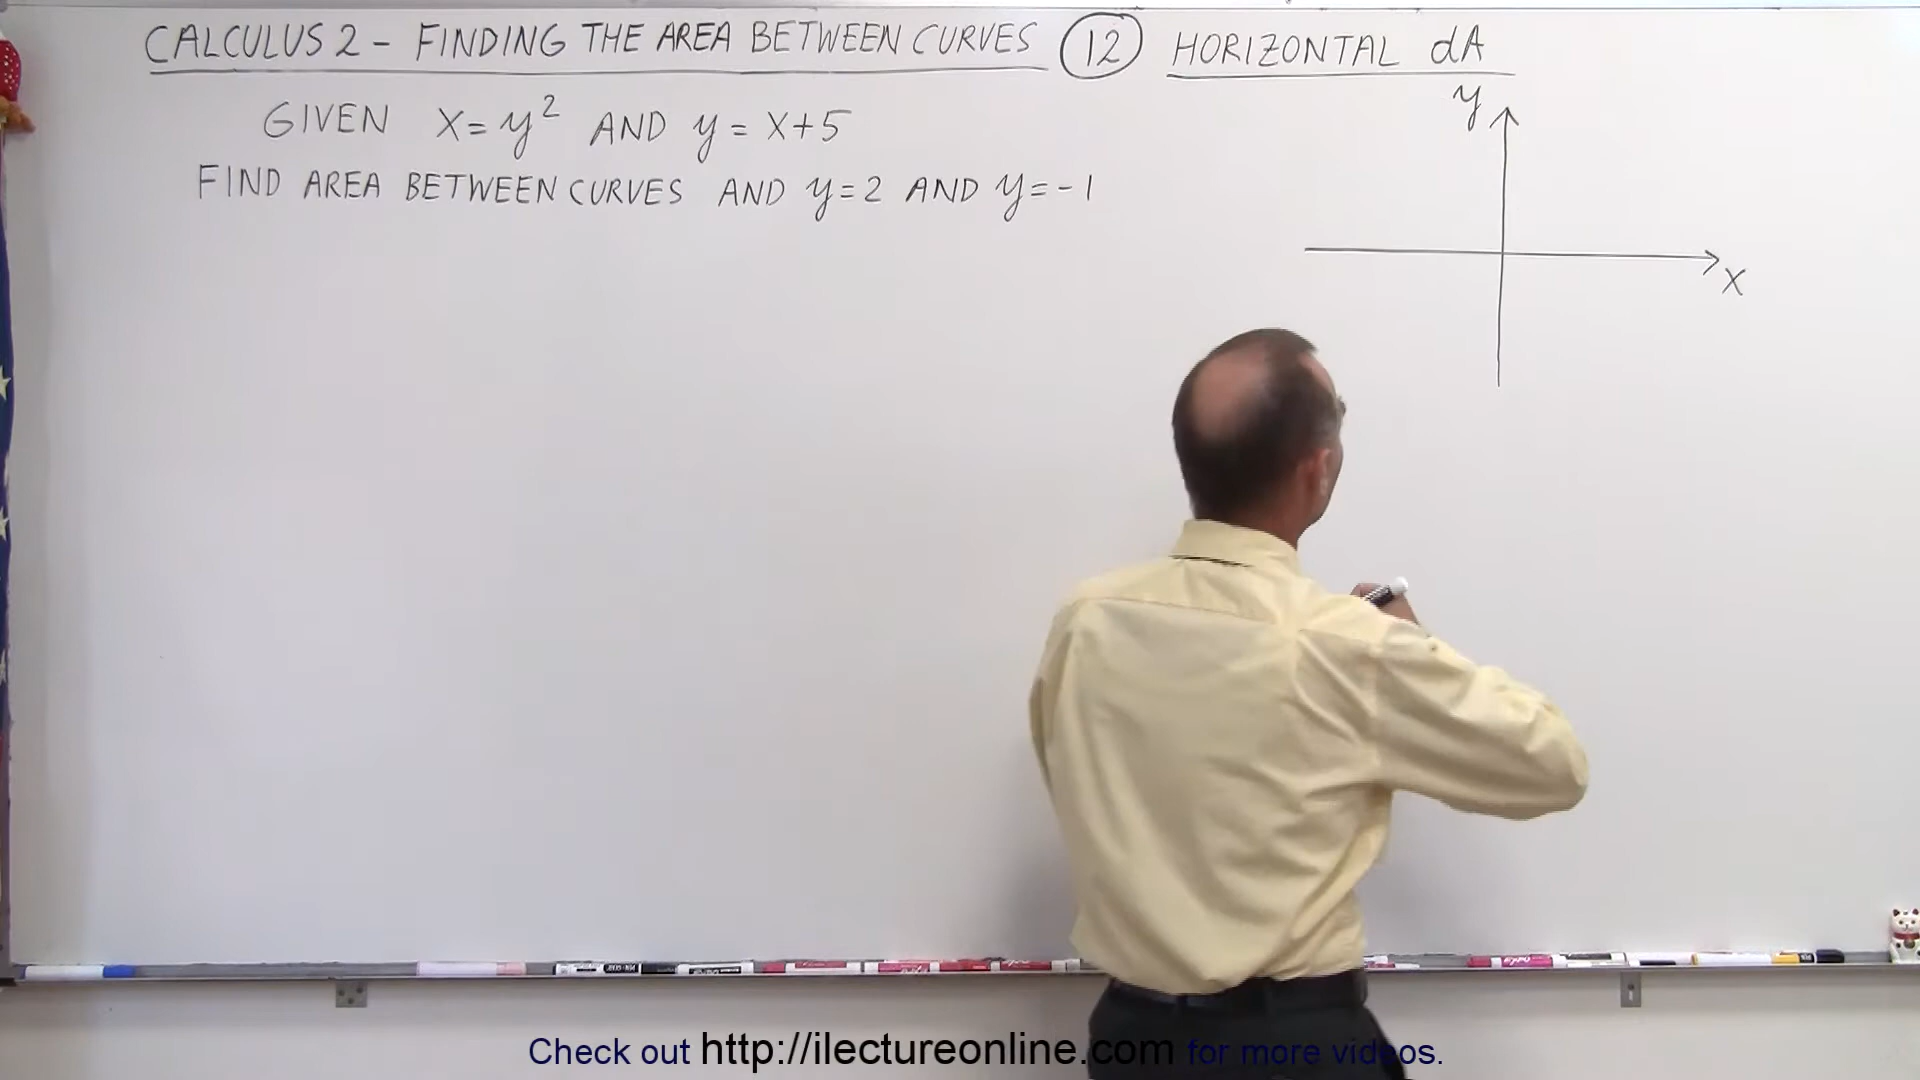 CALCULUS 2 - FINDING THE AREA BETWEEN CURVES 12 HORIZONTAL dA
GIVEN x = y² AND y = x+5
FIND AREA BETWEEN CURVES AND y = 2 AND y = -1
y
x
Check out http://ilectureonline.com for more videos.